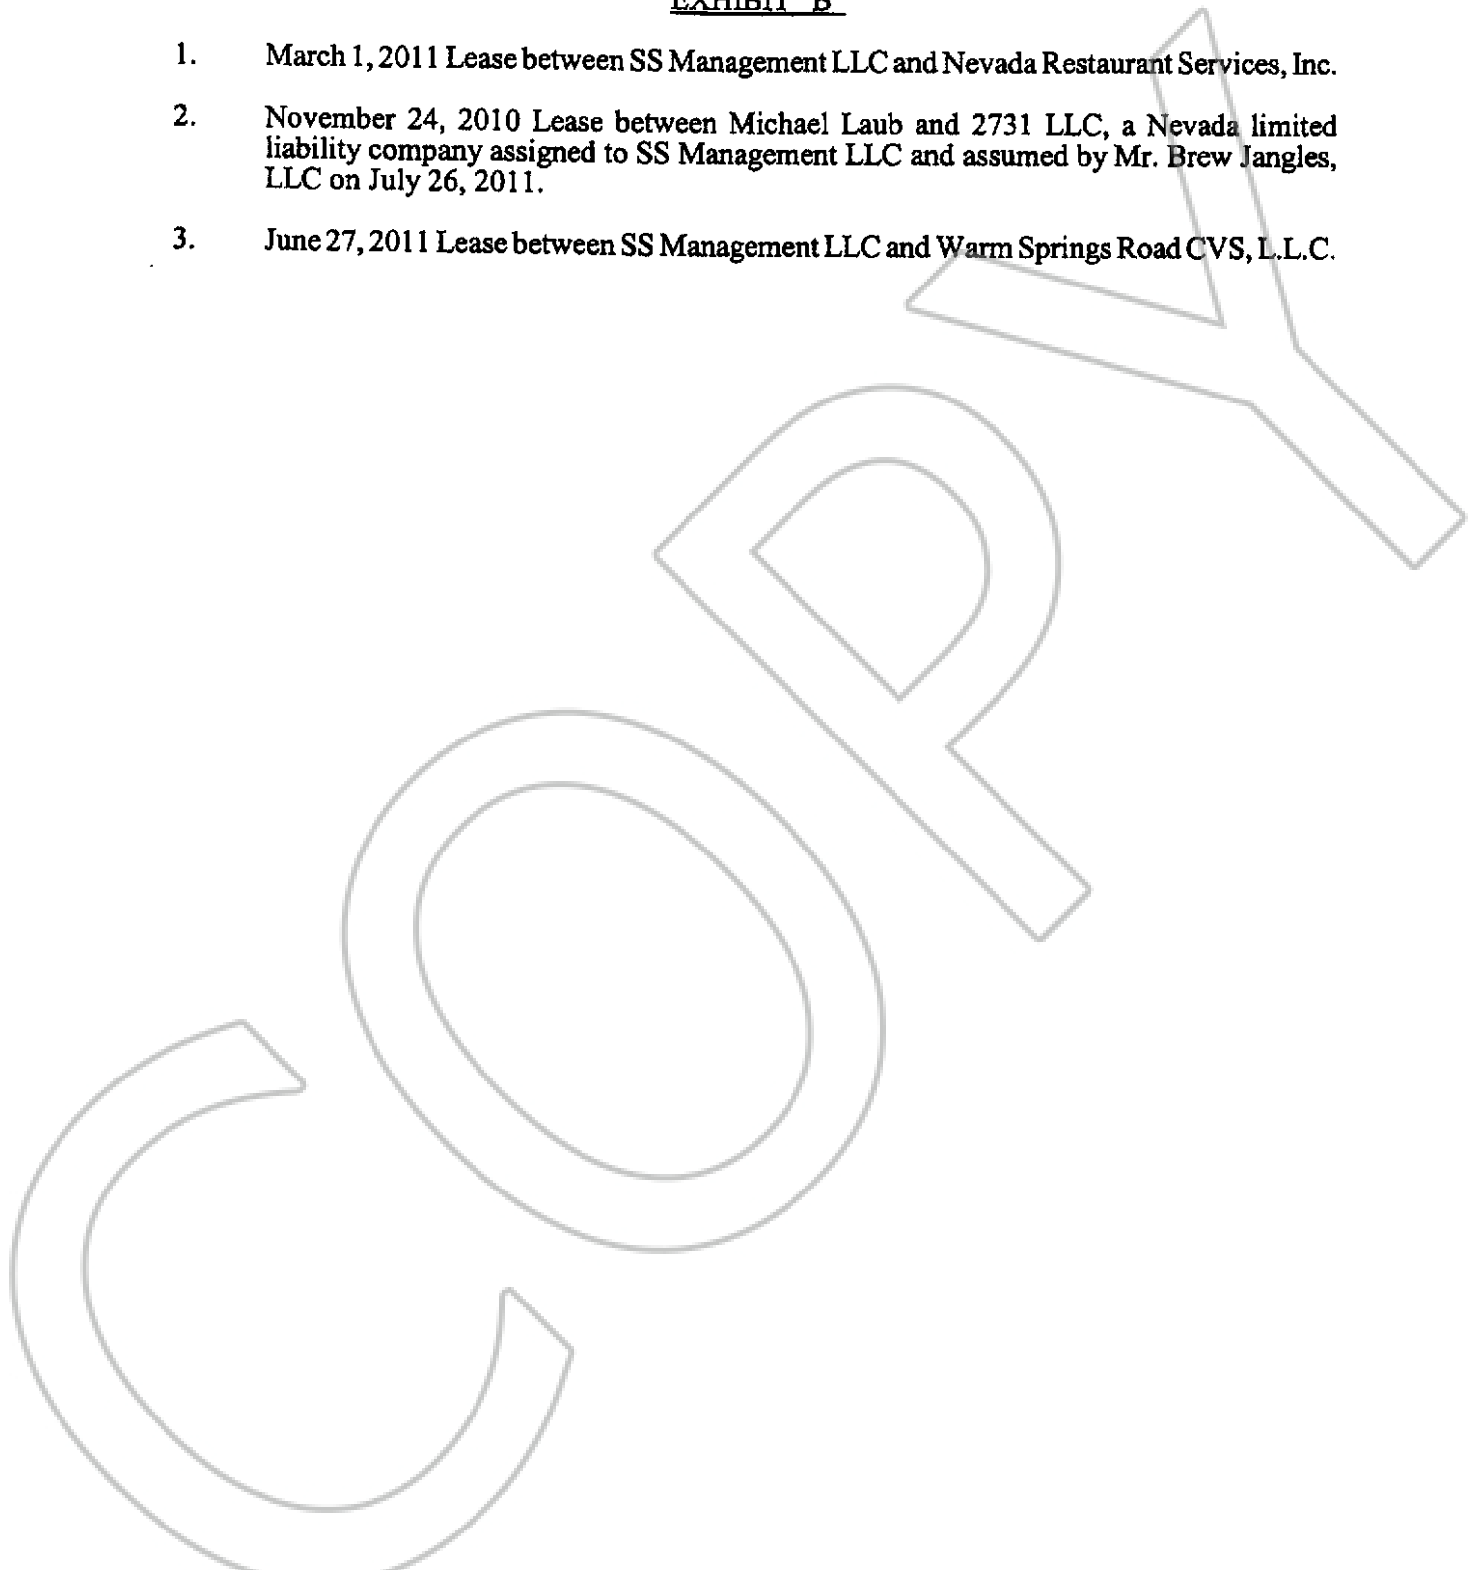 EXHIBIT "B"
1. March 1, 2011 Lease between SS Management LLC and Nevada Restaurant Services, Inc.
2. November 24, 2010 Lease between Michael Laub and 2731 LLC, a Nevada limited
liability company assigned to SS Management LLC and assumed by Mr. Brew Jangles,
LLC on July 26, 2011.
3. June 27, 2011 Lease between SS Management LLC and Warm Springs Road CVS, L.L.C.
COPY